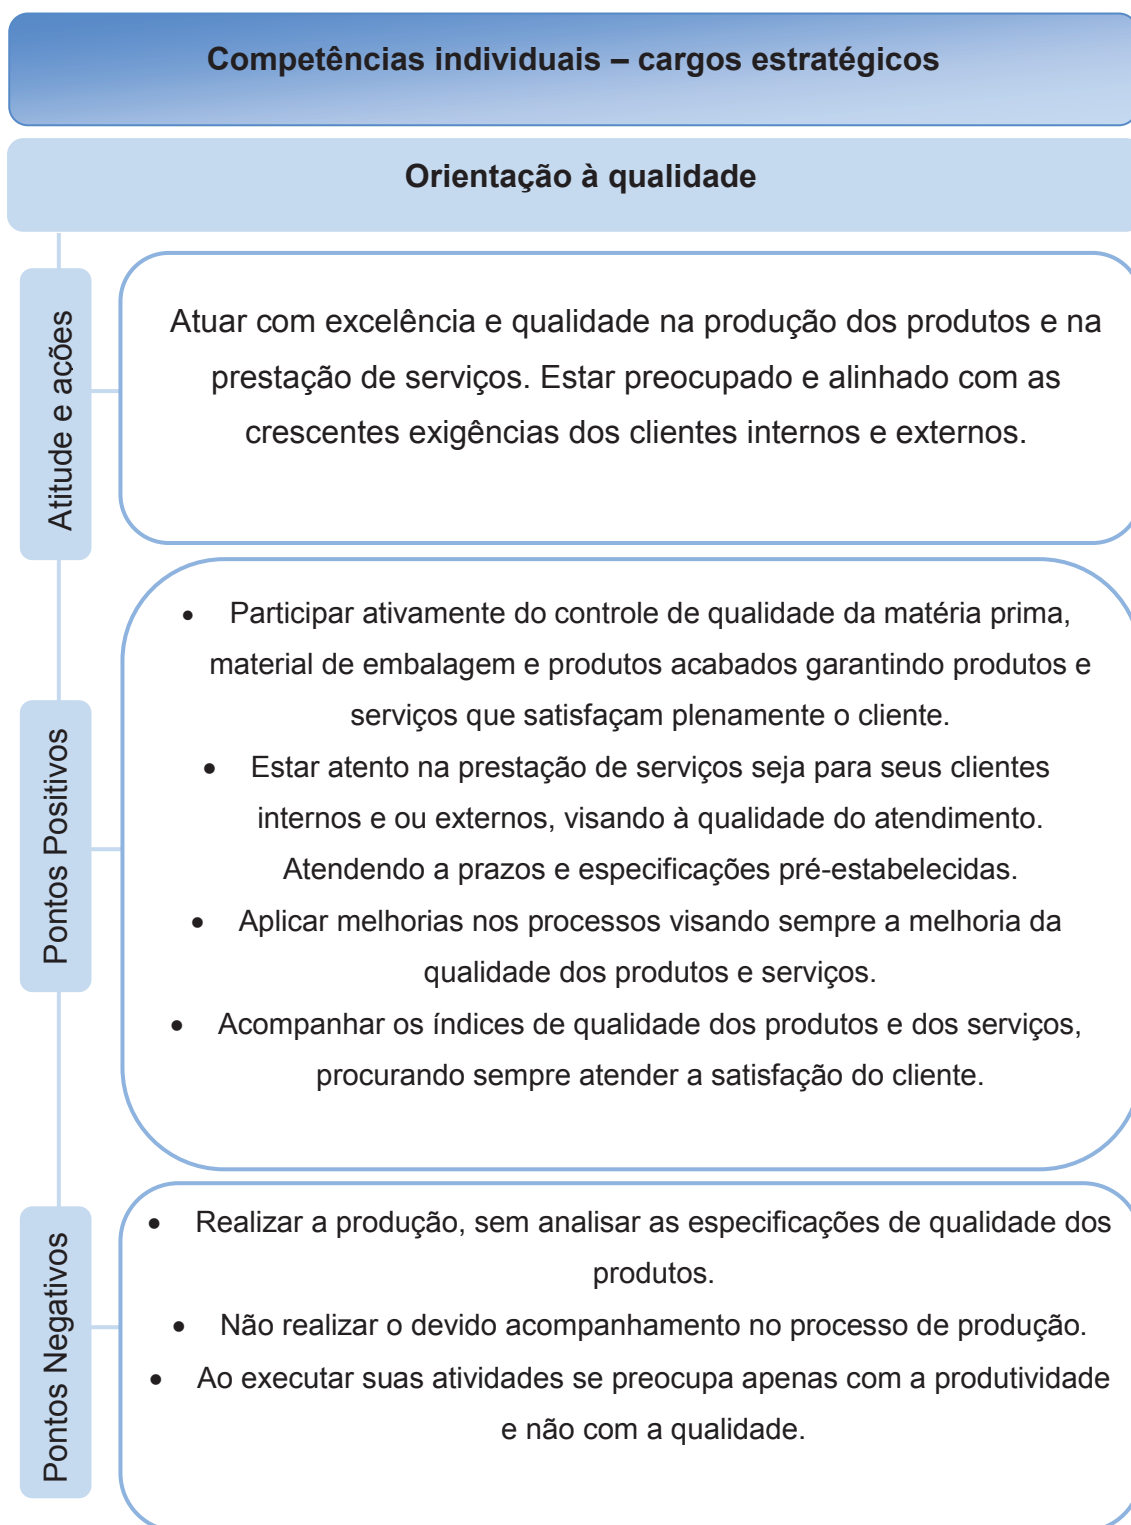 Competências individuais – cargos estratégicos
Orientação à qualidade
Atitude e ações
Atuar com excelência e qualidade na produção dos produtos e na
prestação de serviços. Estar preocupado e alinhado com as
crescentes exigências dos clientes internos e externos.
Pontos Positivos
• Participar ativamente do controle de qualidade da matéria prima,
material de embalagem e produtos acabados garantindo produtos e
serviços que satisfaçam plenamente o cliente.
• Estar atento na prestação de serviços seja para seus clientes
internos e ou externos, visando à qualidade do atendimento.
Atendendo a prazos e especificações pré-estabelecidas.
• Aplicar melhorias nos processos visando sempre a melhoria da
qualidade dos produtos e serviços.
• Acompanhar os índices de qualidade dos produtos e dos serviços,
procurando sempre atender a satisfação do cliente.
Pontos Negativos
• Realizar a produção, sem analisar as especificações de qualidade dos
produtos.
• Não realizar o devido acompanhamento no processo de produção.
• Ao executar suas atividades se preocupa apenas com a produtividade
e não com a qualidade.